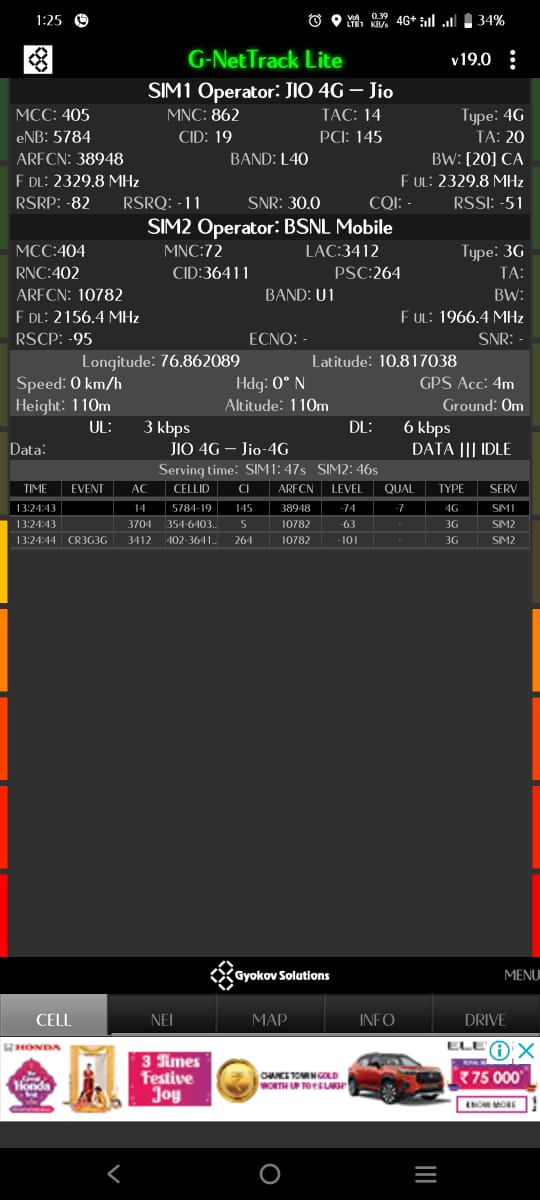 1:25 Vo) LTE1 0.39 KB/s 4G+ 34%
G-NetTrack Lite v19.0
SIM1 Operator: JIO 4G – Jio
MCC: 405 MNC: 862 TAC: 14 Type: 4G
eNB: 5784 CID: 19 PCI: 145 TA: 20
ARFCN: 38948 BAND: L40 BW: [20] CA
F DL: 2329.8 MHz F UL: 2329.8 MHz
RSRP: -82 RSRQ: -11 SNR: 30.0 CQI: - RSSI: -51
SIM2 Operator: BSNL Mobile
MCC:404 MNC:72 LAC:3412 Type: 3G
RNC:402 CID:36411 PSC:264 TA:
ARFCN: 10782 BAND: U1 BW:
F DL: 2156.4 MHz F UL: 1966.4 MHz
RSCP: -95 ECNO: - SNR: -
Longitude: 76.862089 Latitude: 10.817038
Speed: 0 km/h Hdg: 0° N GPS Acc: 4m
Height: 110m Altitude: 110m Ground: 0m
UL: 3 kbps DL: 6 kbps
Data: JIO 4G – Jio-4G DATA ||| IDLE
Serving time: SIM1: 47s SIM2: 46s
TIME EVENT AC CELLID CI ARFCN LEVEL QUAL TYPE SERV
13:24:43 14 5784-19 145 38948 -74 -7 4G SIM1
13:24:43 3704 354-6403.. 5 10782 -63 - 3G SIM2
13:24:44 CR3G3G 3412 402-3641.. 264 10782 -101 - 3G SIM2
Gyokov Solutions MENU
CELL NEI MAP INFO DRIVE
HONDA
The Great Honda Fest
3 Times Festive Joy
CHANCE TO WIN GOLD WORTH UP TO ₹ 5 LAKH*
ELE
₹ 75 000*
KNOW MORE